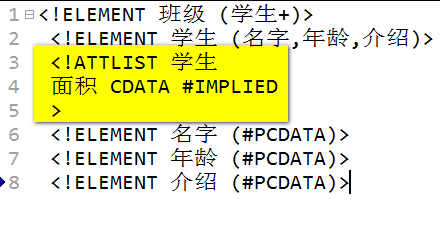 1 <!ELEMENT 班级 (学生+)>
2 <!ELEMENT 学生 (名字,年龄,介绍)>
3 <!ATTLIST 学生
4 面积 CDATA #IMPLIED
5 >
6 <!ELEMENT 名字 (#PCDATA)>
7 <!ELEMENT 年龄 (#PCDATA)>
8 <!ELEMENT 介绍 (#PCDATA)>